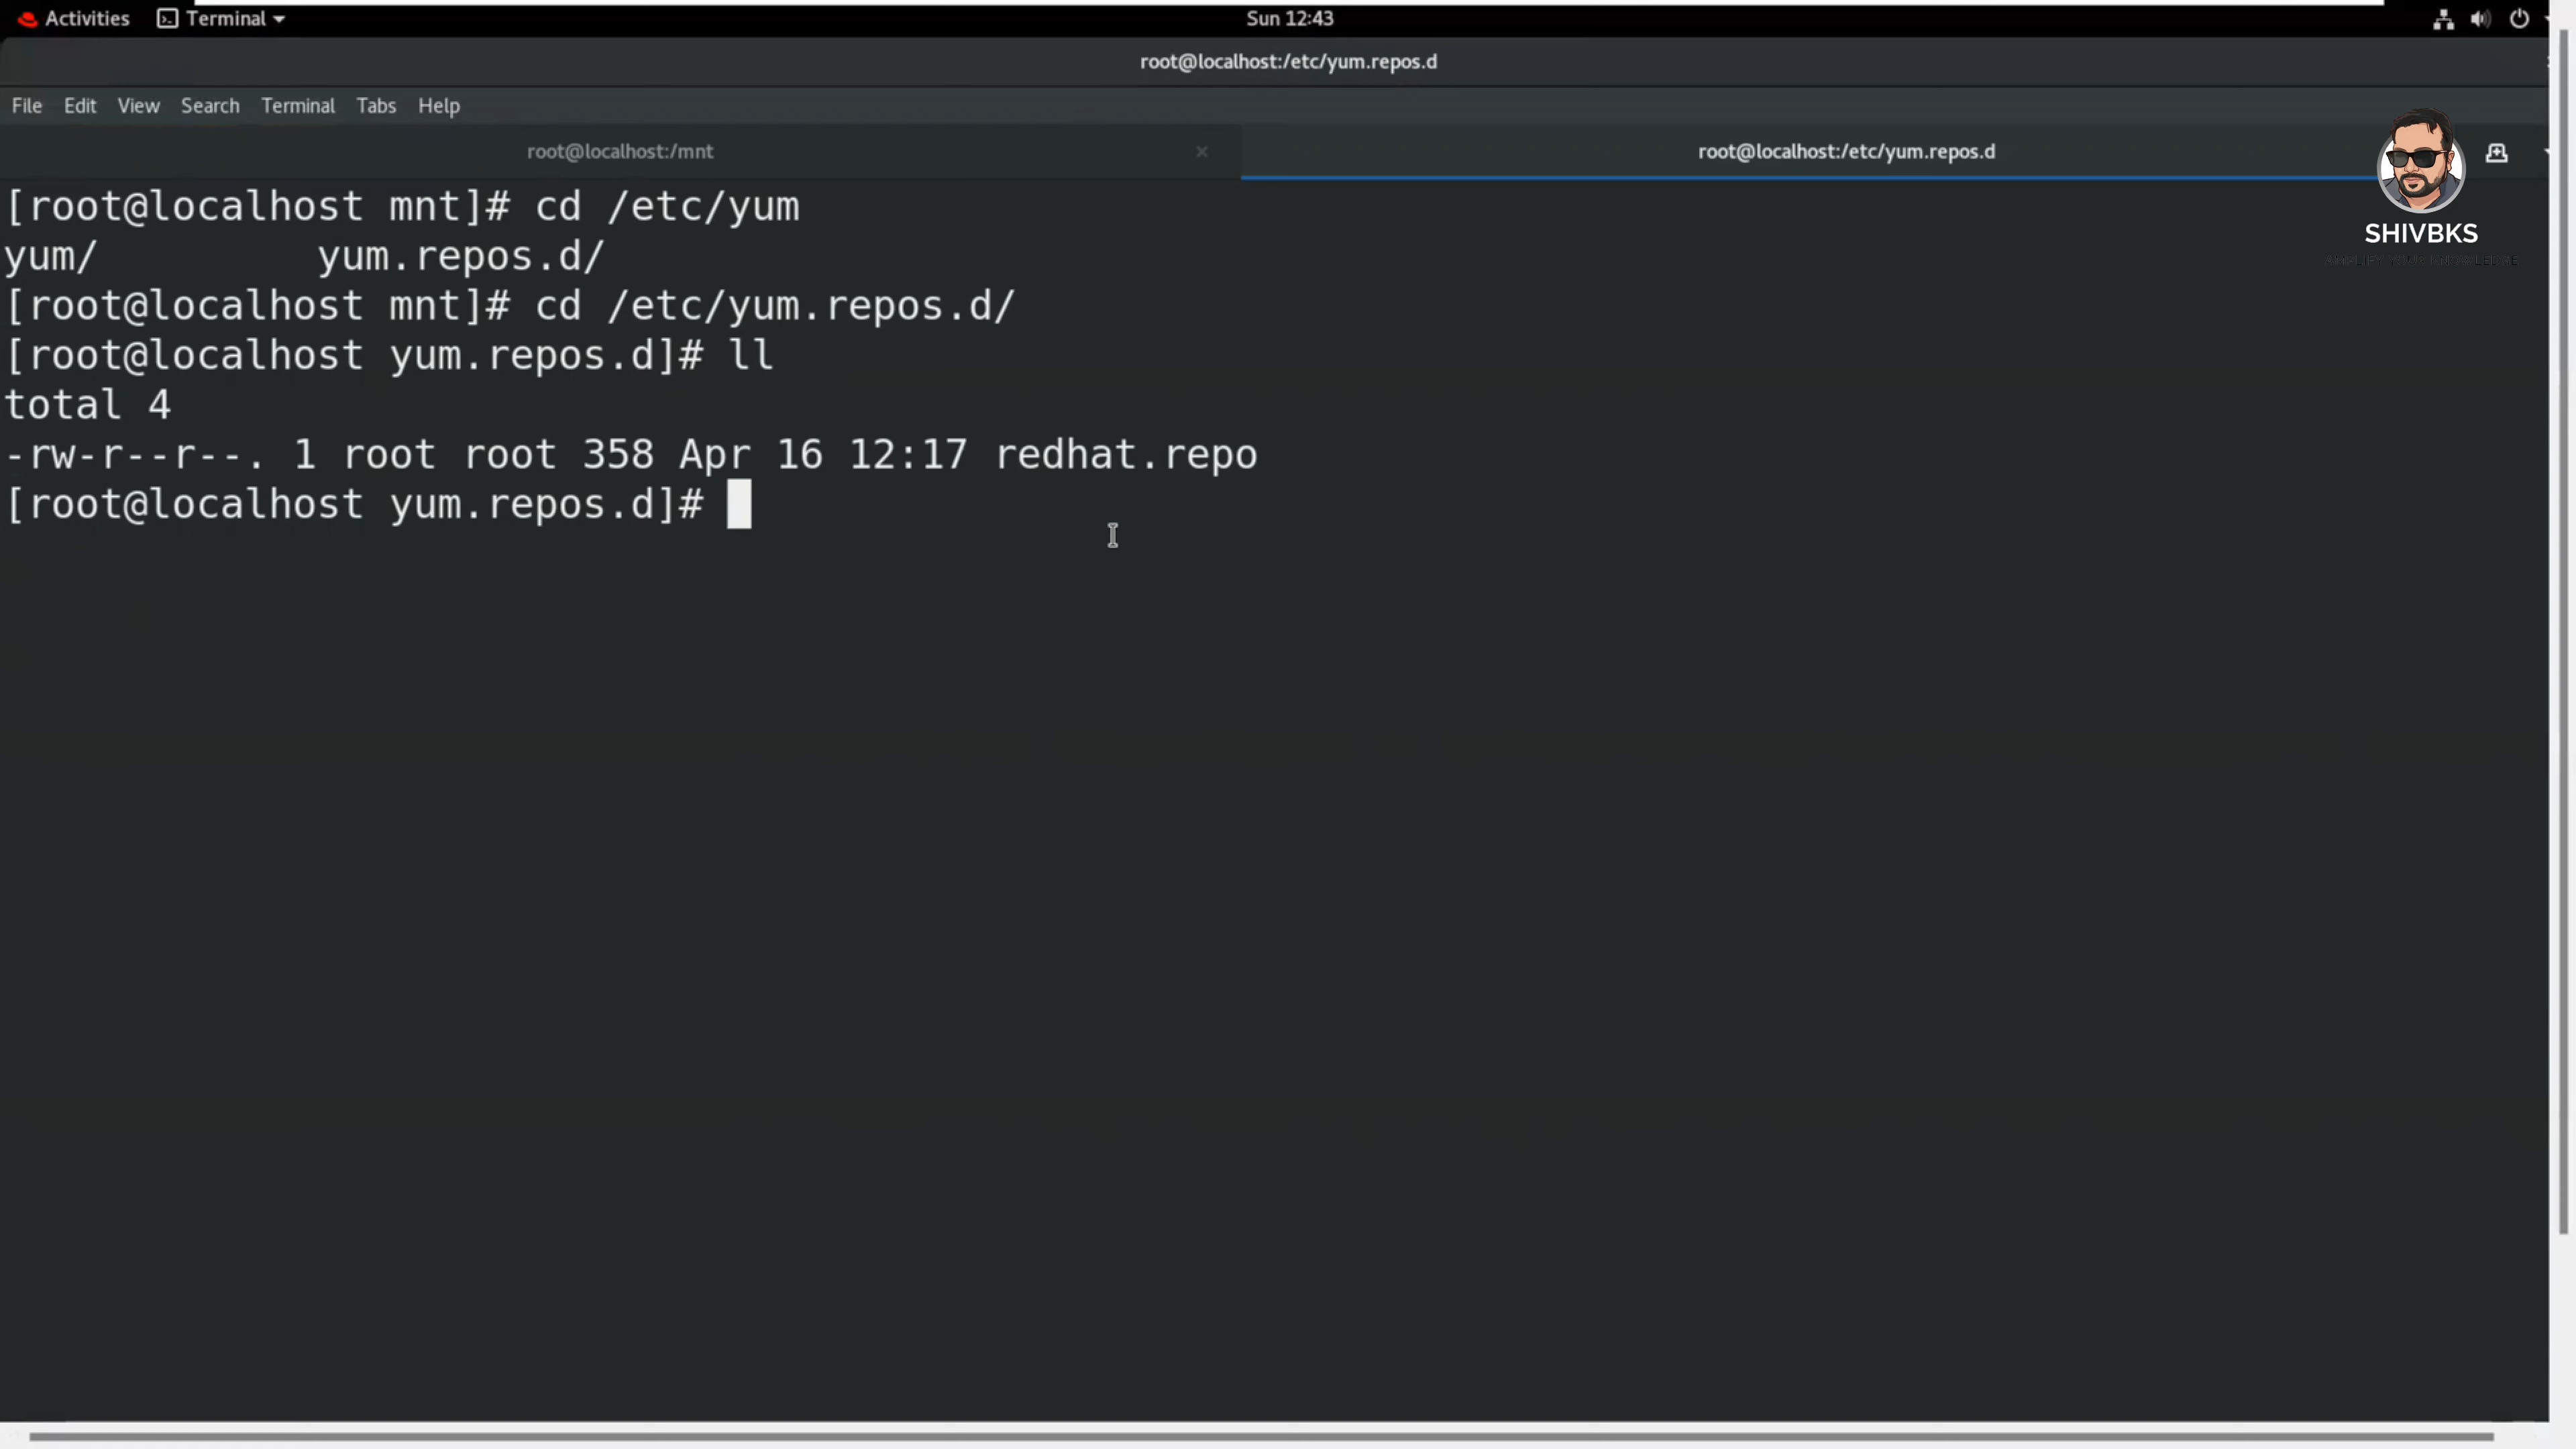 Activities Terminal Sun 12:43
root@localhost:/etc/yum.repos.d
File Edit View Search Terminal Tabs Help
root@localhost:/mnt × root@localhost:/etc/yum.repos.d
[root@localhost mnt]# cd /etc/yum
yum/ yum.repos.d/
[root@localhost mnt]# cd /etc/yum.repos.d/
[root@localhost yum.repos.d]# ll
total 4
-rw-r--r--. 1 root root 358 Apr 16 12:17 redhat.repo
[root@localhost yum.repos.d]#
SHIVBKS